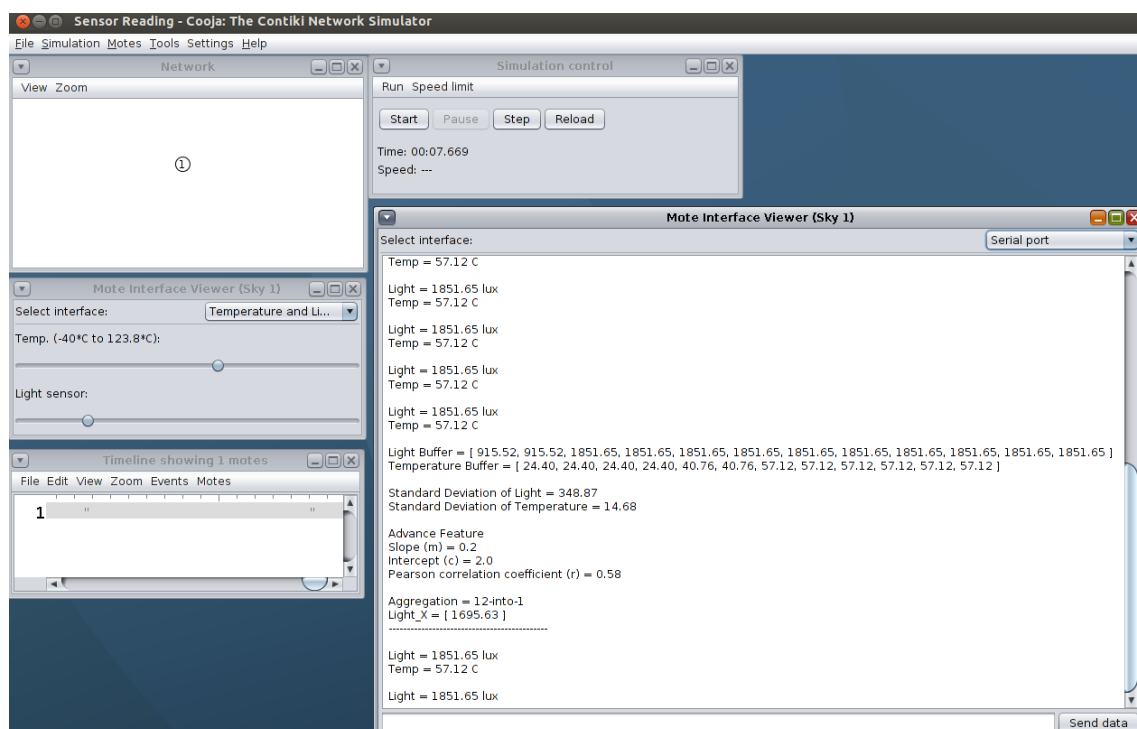 Sensor Reading - Cooja: The Contiki Network Simulator
File Simulation Motes Tools Settings Help
Network
View Zoom
①
Simulation control
Run Speed limit
Start Pause Step Reload
Time: 00:07.669
Speed: ---
Mote Interface Viewer (Sky 1)
Select interface: Temperature and Li...
Temp. (-40*C to 123.8*C):
Light sensor:
Timeline showing 1 motes
File Edit View Zoom Events Motes
1 " "
Mote Interface Viewer (Sky 1)
Select interface: Serial port
Temp = 57.12 C
Light = 1851.65 lux
Temp = 57.12 C
Light = 1851.65 lux
Temp = 57.12 C
Light = 1851.65 lux
Temp = 57.12 C
Light = 1851.65 lux
Temp = 57.12 C
Light Buffer = [ 915.52, 915.52, 1851.65, 1851.65, 1851.65, 1851.65, 1851.65, 1851.65, 1851.65, 1851.65, 1851.65, 1851.65 ]
Temperature Buffer = [ 24.40, 24.40, 24.40, 24.40, 40.76, 40.76, 57.12, 57.12, 57.12, 57.12, 57.12, 57.12 ]
Standard Deviation of Light = 348.87
Standard Deviation of Temperature = 14.68
Advance Feature
Slope (m) = 0.2
Intercept (c) = 2.0
Pearson correlation coefficient (r) = 0.58
Aggregation = 12-into-1
Light_X = [ 1695.63 ]
--------------------------------------------
Light = 1851.65 lux
Temp = 57.12 C
Light = 1851.65 lux
Send data